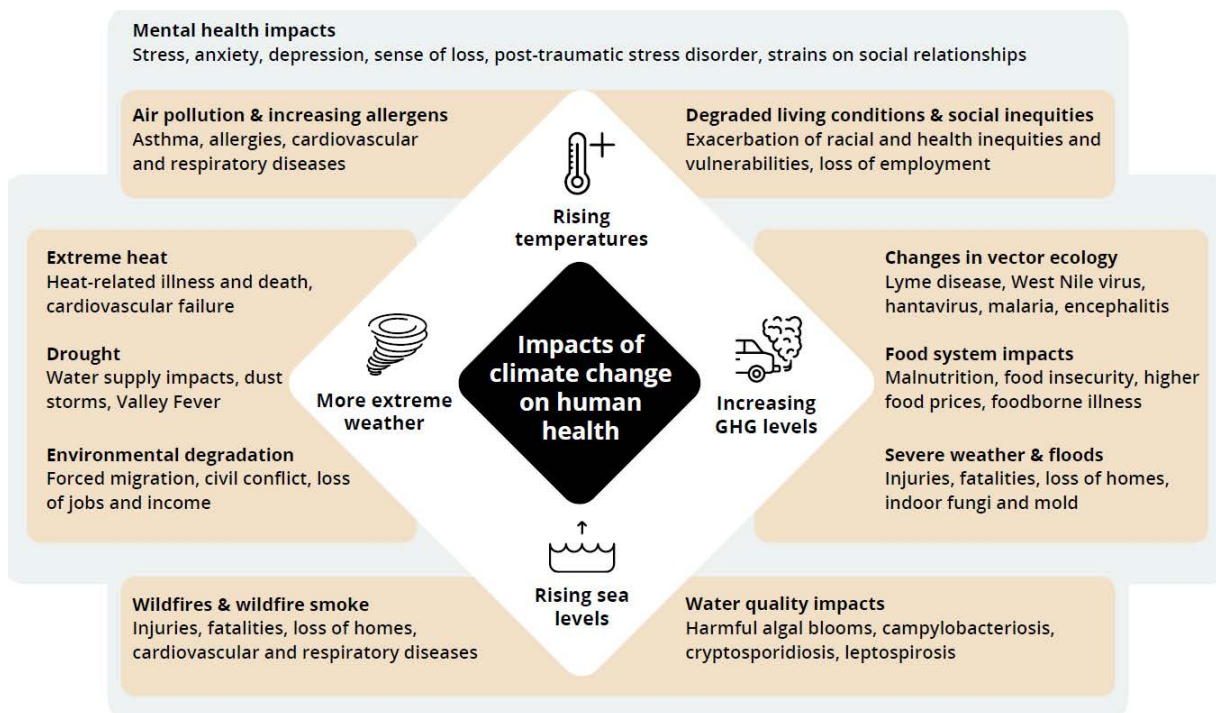 Mental health impacts
Stress, anxiety, depression, sense of loss, post-traumatic stress disorder, strains on social relationships
Air pollution & increasing allergens
Asthma, allergies, cardiovascular
and respiratory diseases
Degraded living conditions & social inequities
Exacerbation of racial and health inequities and
vulnerabilities, loss of employment
Rising
temperatures
Extreme heat
Heat-related illness and death,
cardiovascular failure
Drought
Water supply impacts, dust
storms, Valley Fever
Environmental degradation
Forced migration, civil conflict, loss
of jobs and income
More extreme
weather
Impacts of
climate change
on human
health
Increasing
GHG levels
Changes in vector ecology
Lyme disease, West Nile virus,
hantavirus, malaria, encephalitis
Food system impacts
Malnutrition, food insecurity, higher
food prices, foodborne illness
Severe weather & floods
Injuries, fatalities, loss of homes,
indoor fungi and mold
Rising sea
levels
Wildfires & wildfire smoke
Injuries, fatalities, loss of homes,
cardiovascular and respiratory diseases
Water quality impacts
Harmful algal blooms, campylobacteriosis,
cryptosporidiosis, leptospirosis